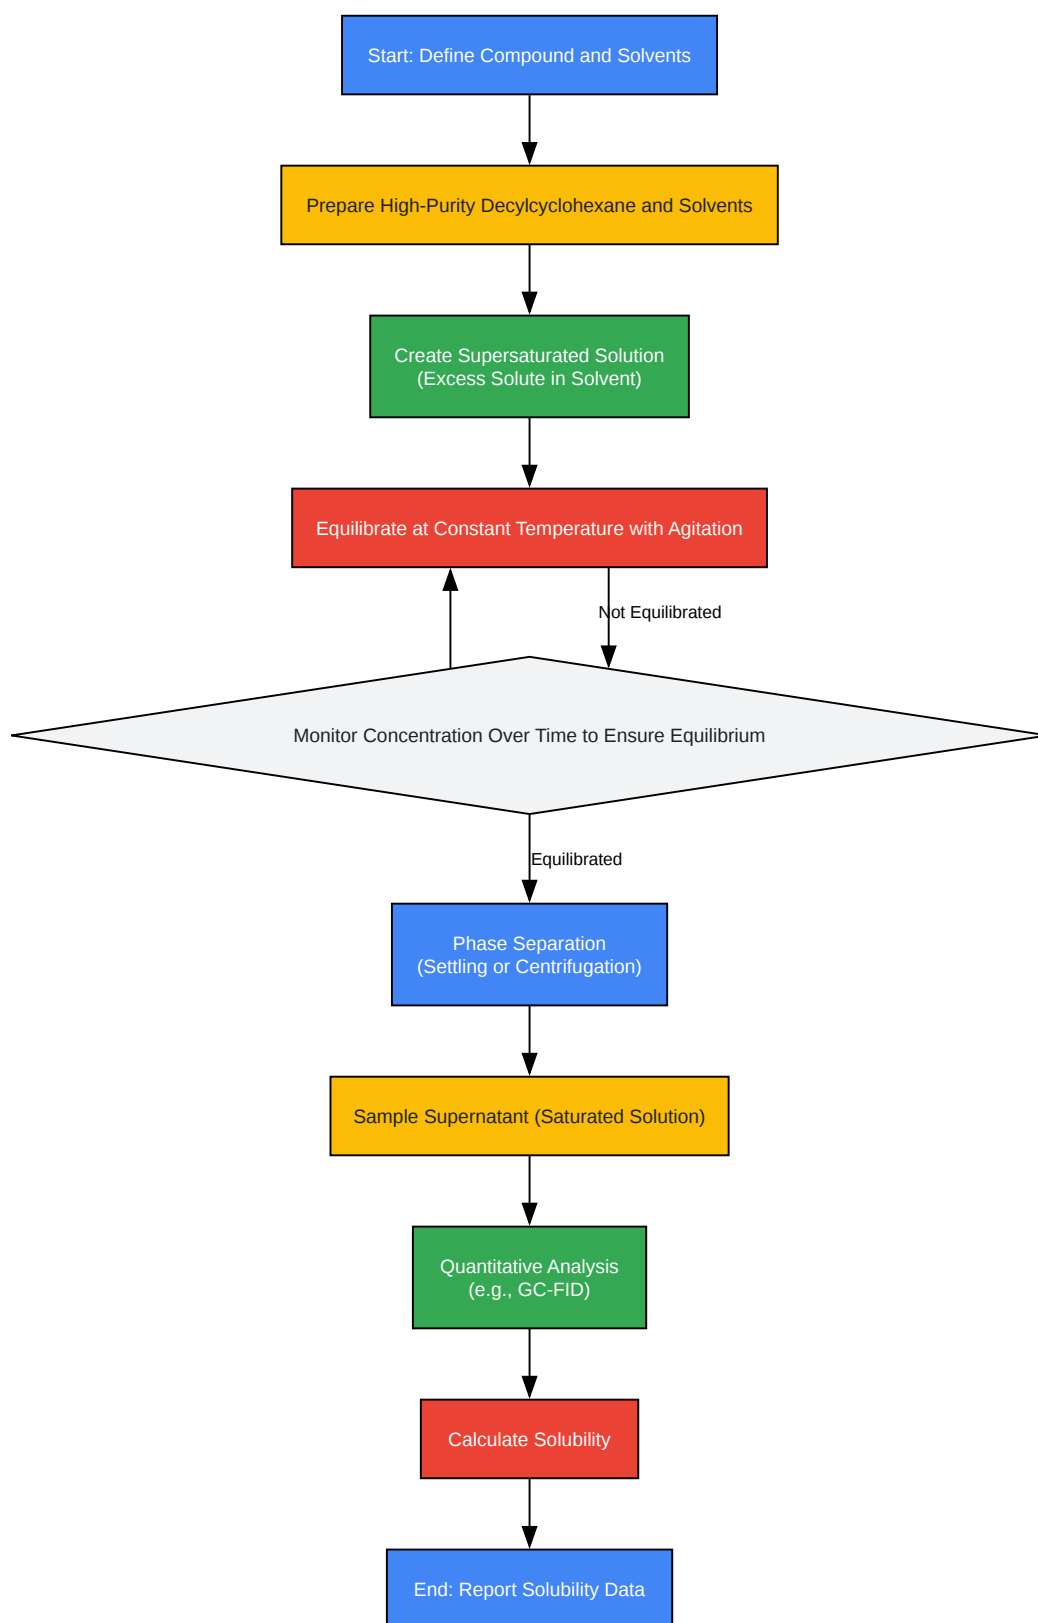 Start: Define Compound and Solvents
Prepare High-Purity Decylcyclohexane and Solvents
Create Supersaturated Solution
(Excess Solute in Solvent)
Equilibrate at Constant Temperature with Agitation
Not Equilibrated
Monitor Concentration Over Time to Ensure Equilibrium
Equilibrated
Phase Separation
(Settling or Centrifugation)
Sample Supernatant (Saturated Solution)
Quantitative Analysis
(e.g., GC-FID)
Calculate Solubility
End: Report Solubility Data